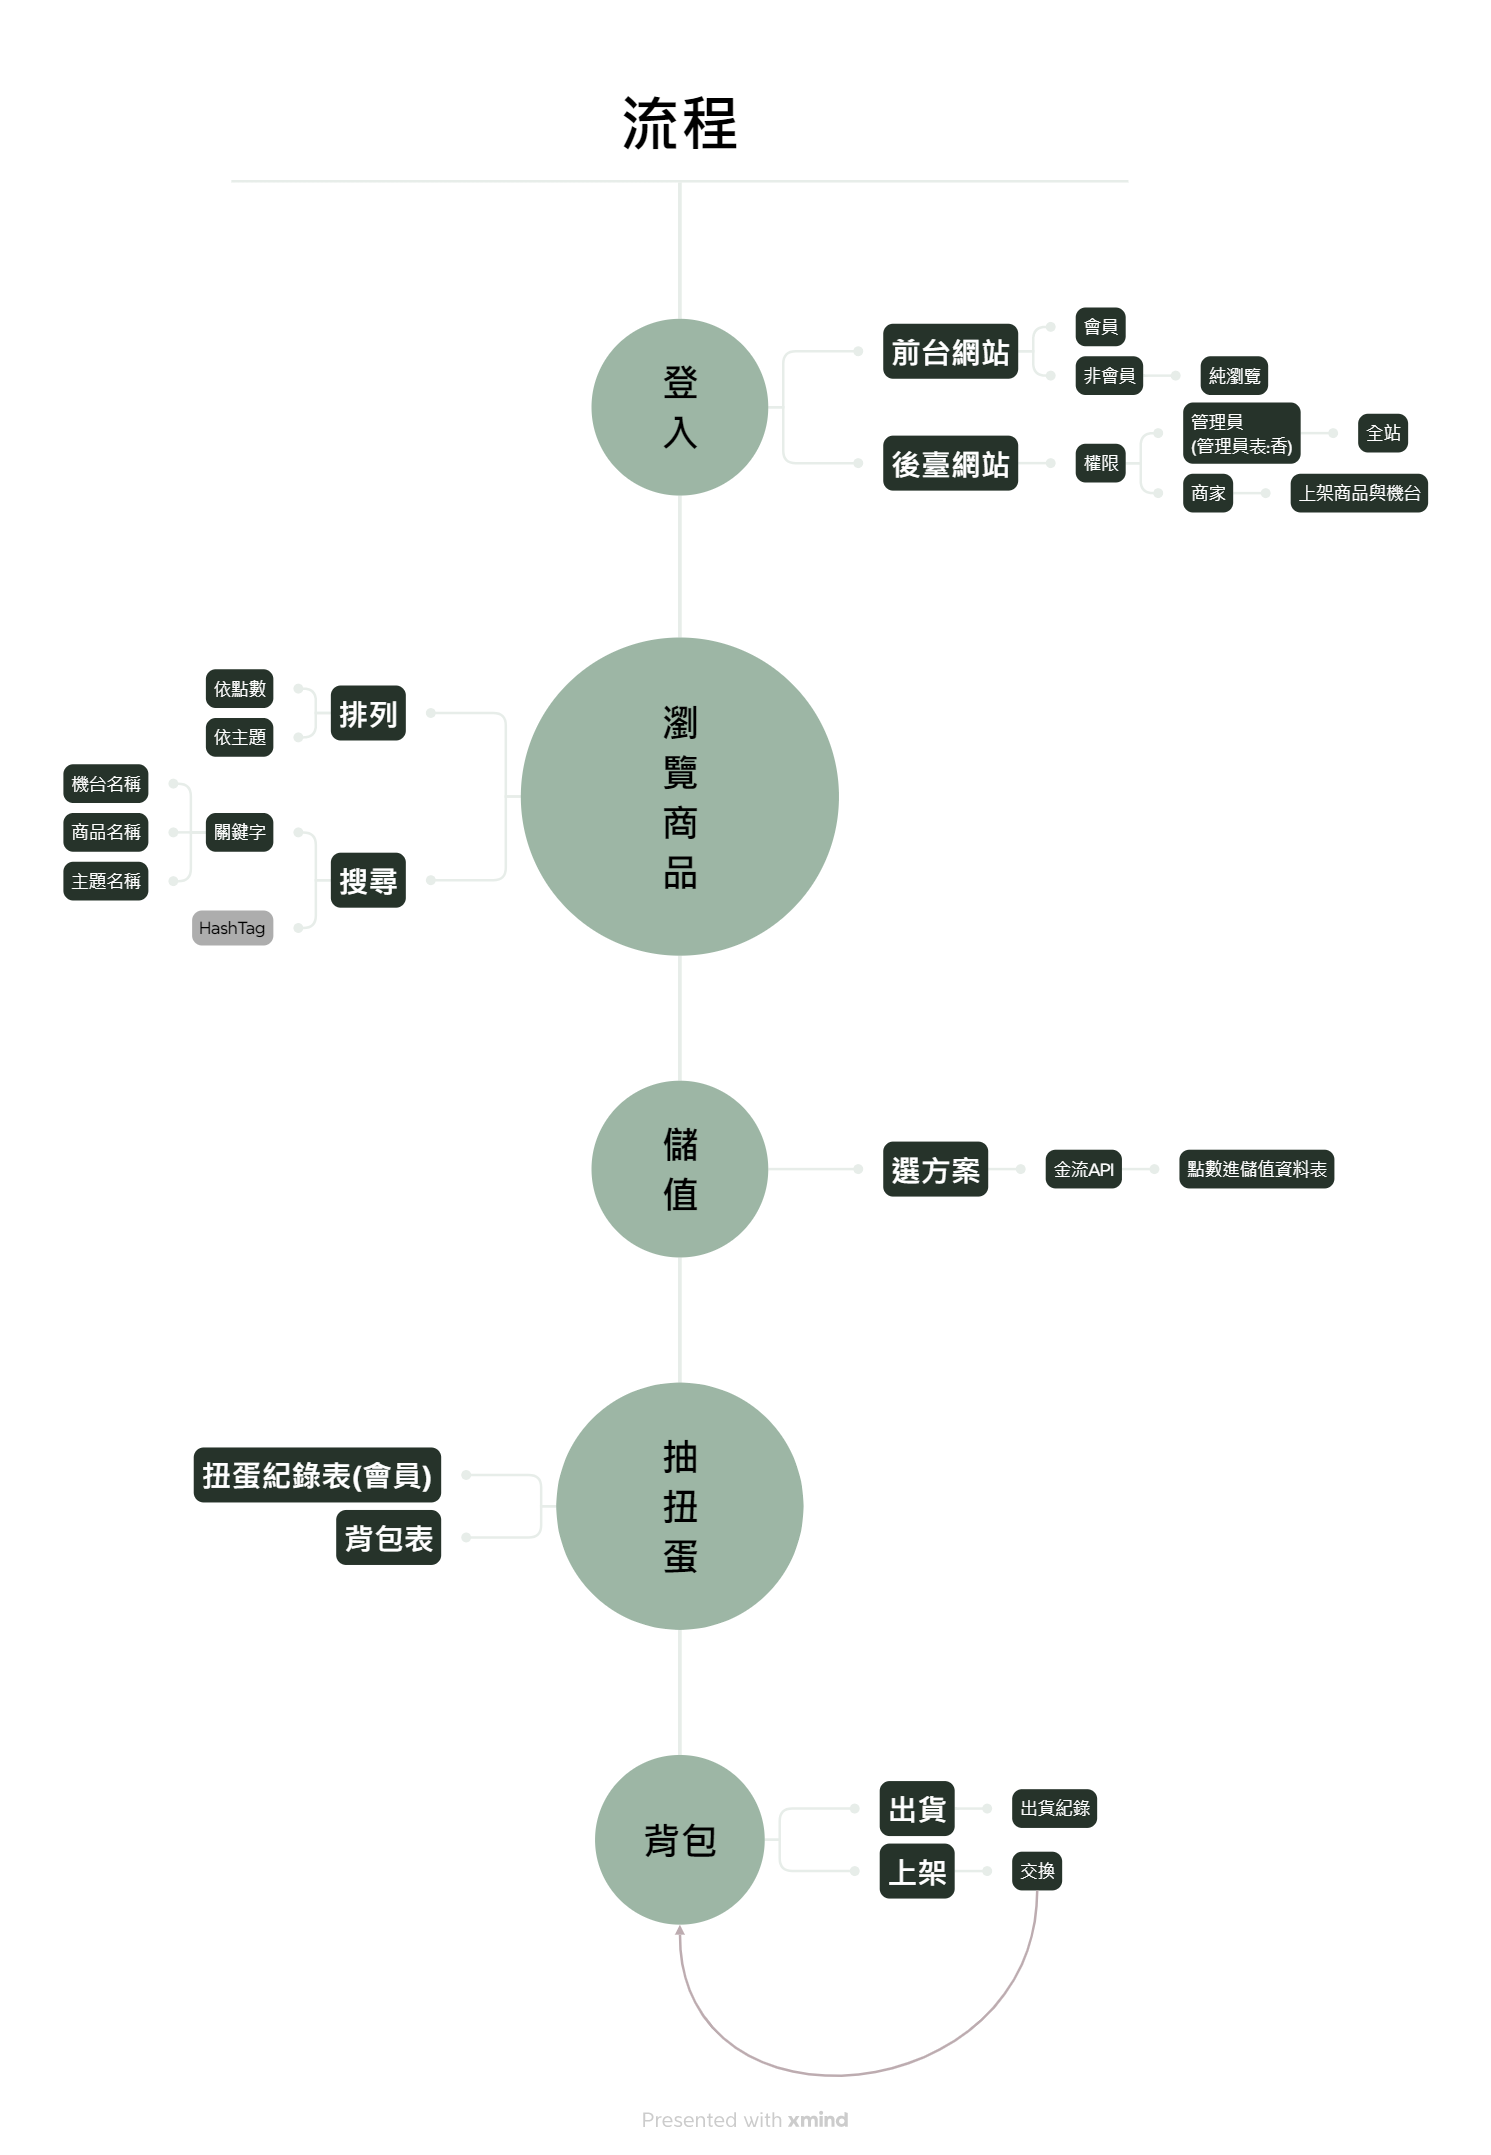 流程
登
入
前台網站
會員
非會員
純瀏覽
後臺網站
權限
管理員
(管理員表:香)
全站
商家
上架商品與機台
瀏
覽
商
品
排列
依點數
依主題
搜尋
關鍵字
機台名稱
商品名稱
主題名稱
HashTag
儲
值
選方案
金流API
點數進儲值資料表
抽
扭
蛋
扭蛋紀錄表(會員)
背包表
背包
出貨
出貨紀錄
上架
交換
Presented with xmind